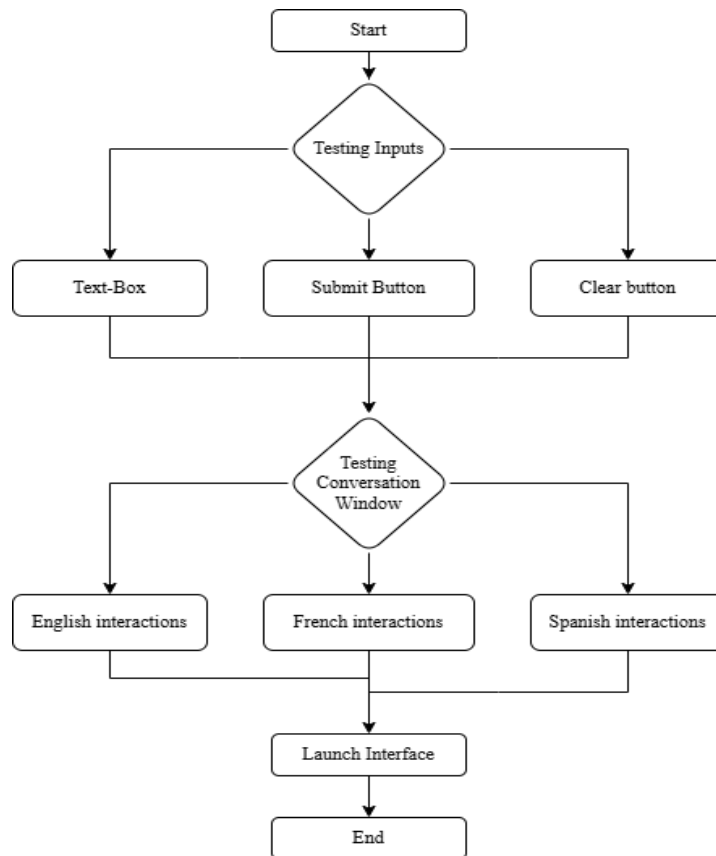 Start
Testing Inputs
Text-Box
Submit Button
Clear button
Testing
Conversation
Window
English interactions
French interactions
Spanish interactions
Launch Interface
End